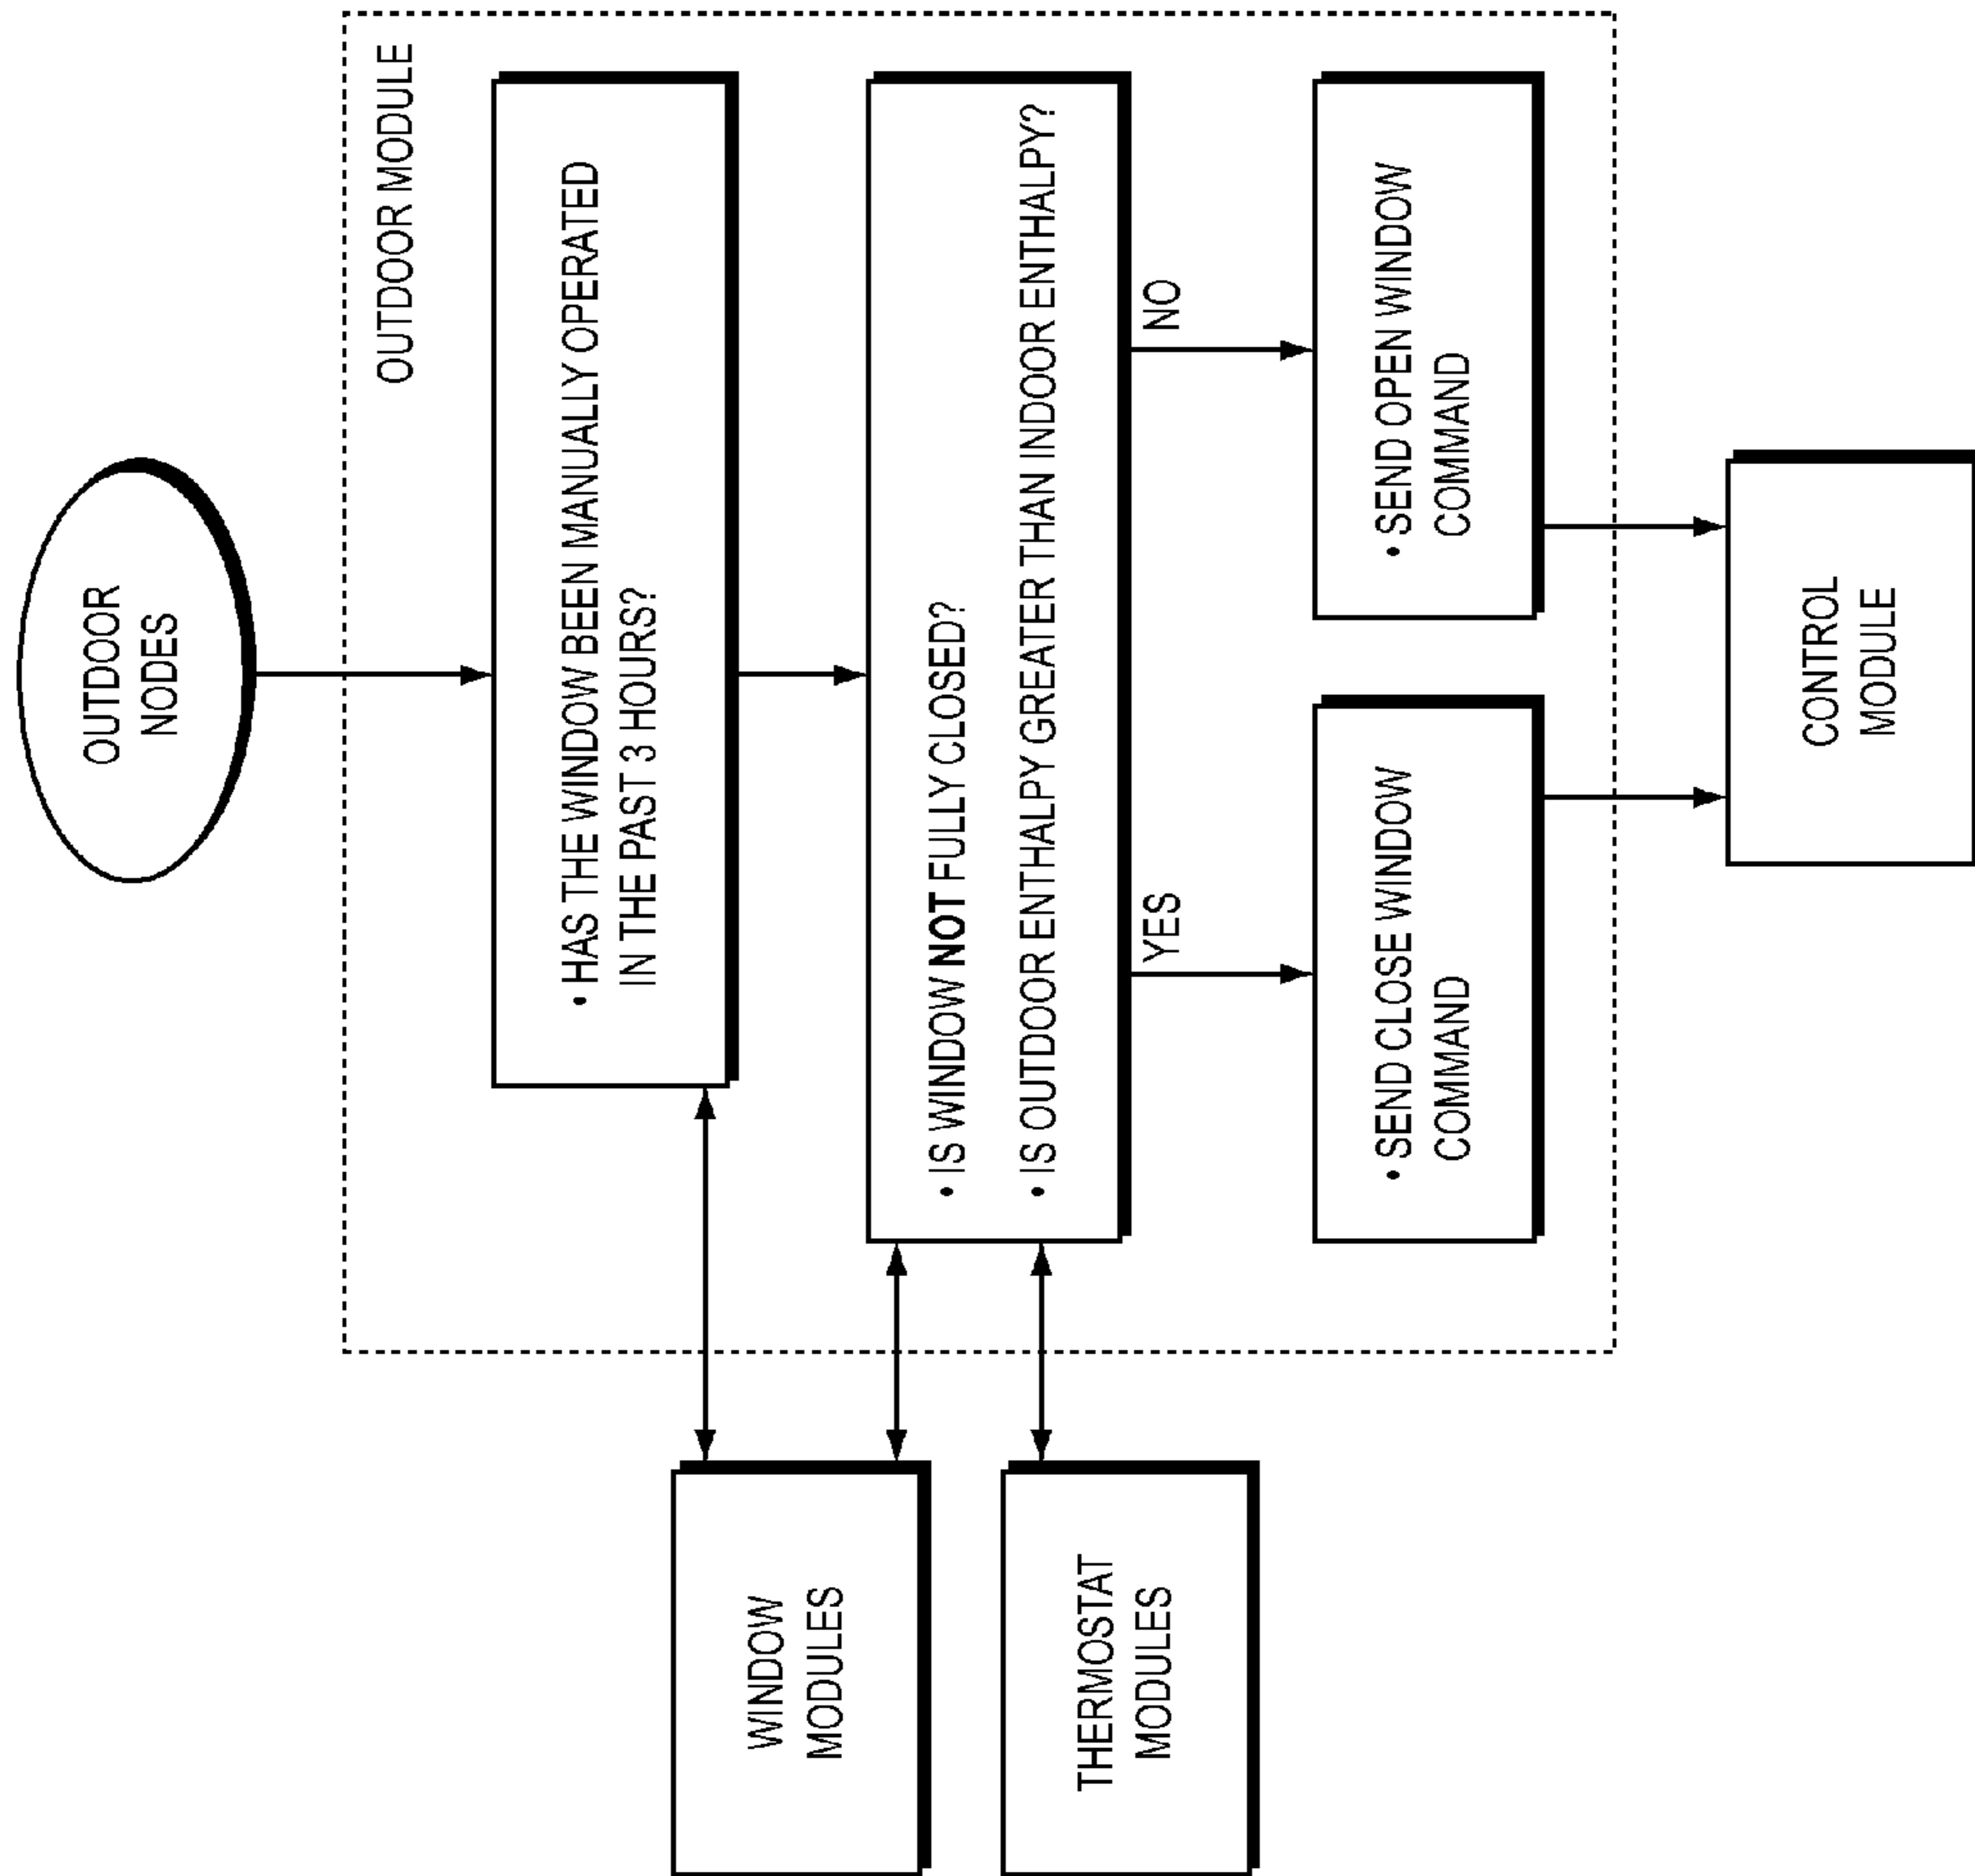 OUTDOOR
NODES
OUTDOOR MODULE
• HAS THE WINDOW BEEN MANUALLY OPERATED
IN THE PAST 3 HOURS?
WINDOW
MODULES
• IS WINDOW NOT FULLY CLOSED?
• IS OUTDOOR ENTHALPY GREATER THAN INDOOR ENTHALPY?
THERMOSTAT
MODULES
YES
NO
• SEND CLOSE WINDOW
COMMAND
• SEND OPEN WINDOW
COMMAND
CONTROL
MODULE